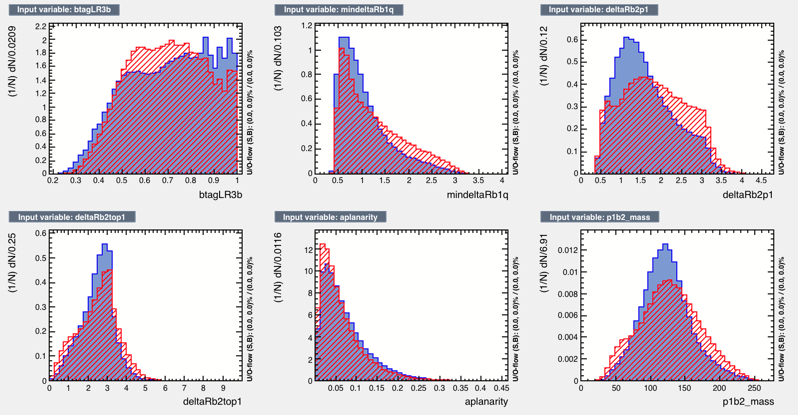 Input variable: btagLR3b
(1/N) dN/0.0209
2.2
2
1.8
1.6
1.4
1.2
1
0.8
0.6
0.4
0.2
0
0.2 0.3 0.4 0.5 0.6 0.7 0.8 0.9 1
btagLR3b
U/O-flow (S,B): (0.0, 0.0)% / (0.0, 0.0)%
Input variable: mindeltaRb1q
(1/N) dN/0.103
1.2
1
0.8
0.6
0.4
0.2
0
0 0.5 1 1.5 2 2.5 3 3.5 4
mindeltaRb1q
U/O-flow (S,B): (0.0, 0.0)% / (0.0, 0.0)%
Input variable: deltaRb2p1
(1/N) dN/0.12
0.6
0.5
0.4
0.3
0.2
0.1
0
0.5 1 1.5 2 2.5 3 3.5 4 4.5
deltaRb2p1
U/O-flow (S,B): (0.0, 0.0)% / (0.0, 0.0)%
Input variable: deltaRb2top1
(1/N) dN/0.25
0.6
0.5
0.4
0.3
0.2
0.1
0
0 1 2 3 4 5 6 7 8 9
deltaRb2top1
U/O-flow (S,B): (0.0, 0.0)% / (0.0, 0.0)%
Input variable: aplanarity
(1/N) dN/0.0116
12
10
8
6
4
2
0
0.05 0.1 0.15 0.2 0.25 0.3 0.35 0.4 0.45
aplanarity
U/O-flow (S,B): (0.0, 0.0)% / (0.0, 0.0)%
Input variable: p1b2_mass
(1/N) dN/6.91
0.012
0.01
0.008
0.006
0.004
0.002
0
0 50 100 150 200 250
p1b2_mass
U/O-flow (S,B): (0.0, 0.0)% / (0.0, 0.0)%